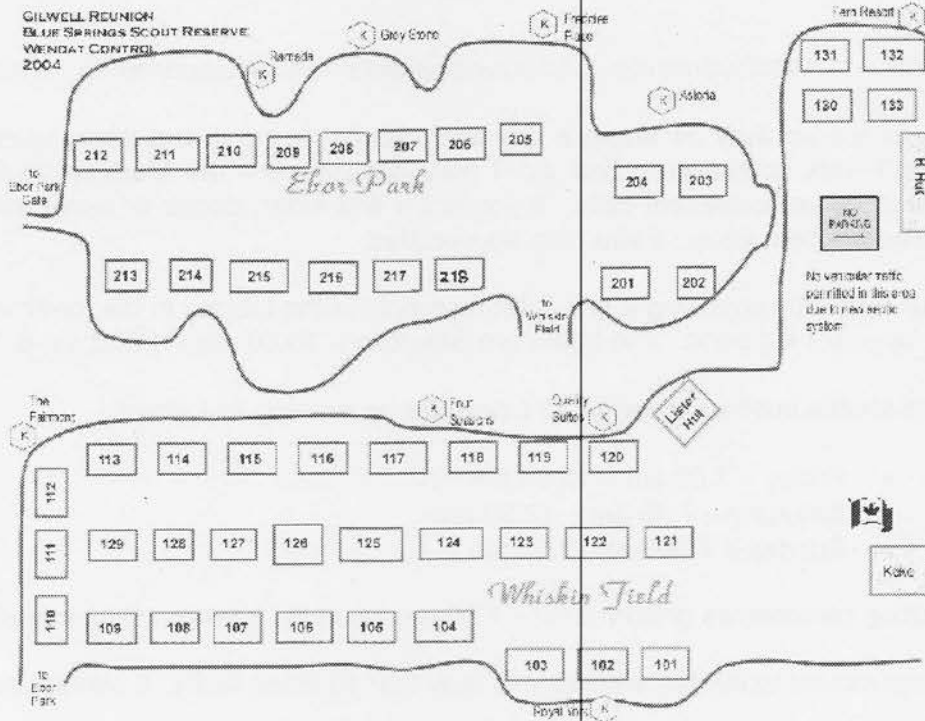 GILWELL REUNION
BLUE SPRINGS SCOUT RESERVE
WENDAT CONTROL
2004
K Ramada
K Grey Stone
K
K Astoria
K
131 132
130 133
212 211 210 209 208 207 206 205
Ebor Park
to
Ebor Park
Gate
204 203
NO
PARKING
213 214 215 216 217 218
201 202
to
Whiskin
Field
No vehicular traffic
permitted in this area
due to new septic
system
The
Fairmont
K
K Four
Seasons
Quality
Suites K
Lister
Hut
113 114 115 116 117 118 119 120
112
111
110
129 128 127 126 125 124 123 122 121
Whiskin Field
Keke
109 108 107 106 105 104
103 102 101
to
Ebor
Park
Royal York K